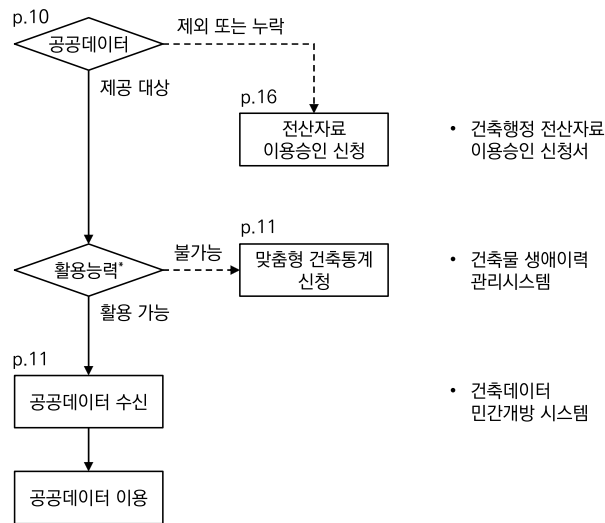 p.10
공공데이터
제외 또는 누락
제공 대상
p.16
전산자료
이용승인 신청
• 건축행정 전산자료
이용승인 신청서
활용능력*
불가능
p.11
맞춤형 건축통계
신청
• 건축물 생애이력
관리시스템
활용 가능
p.11
공공데이터 수신
• 건축데이터
민간개방 시스템
공공데이터 이용